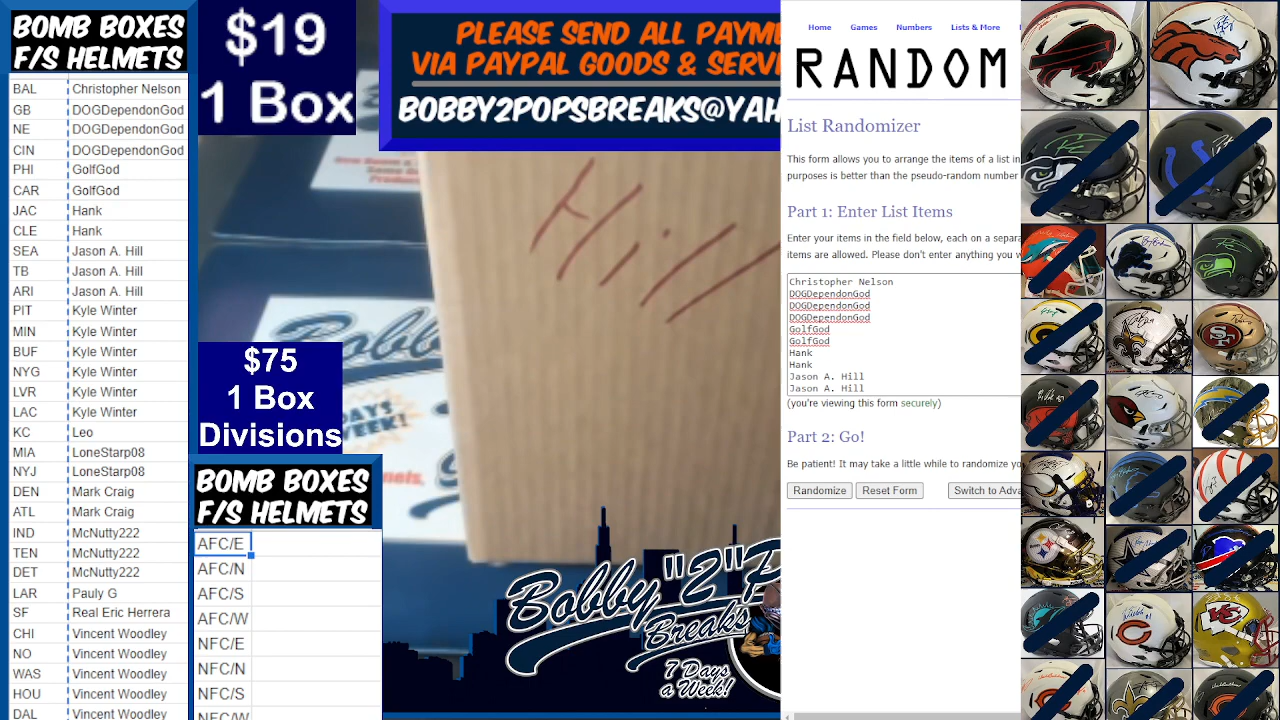 BOMB BOXES
F/S HELMETS
BAL Christopher Nelson
GB DOGDependonGod
NE DOGDependonGod
CIN DOGDependonGod
PHI GolfGod
CAR GolfGod
JAC Hank
CLE Hank
SEA Jason A. Hill
TB Jason A. Hill
ARI Jason A. Hill
PIT Kyle Winter
MIN Kyle Winter
BUF Kyle Winter
NYG Kyle Winter
LVR Kyle Winter
LAC Kyle Winter
KC Leo
MIA LoneStarp08
NYJ LoneStarp08
DEN Mark Craig
ATL Mark Craig
IND McNutty222
TEN McNutty222
DET McNutty222
LAR Pauly G
SF Real Eric Herrera
CHI Vincent Woodley
NO Vincent Woodley
WAS Vincent Woodley
HOU Vincent Woodley
DAL Vincent Woodley
$19
1 Box
$75
1 Box
Divisions
BOMB BOXES
F/S HELMETS
AFC/E
AFC/N
AFC/S
AFC/W
NFC/E
NFC/N
NFC/S
NFC/W
PLEASE SEND ALL PAYME
VIA PAYPAL GOODS & SERV
BOBBY2POPSBREAKS@YAH
Hill
Bobby "2" P
Breaks
7 Days
a Week!
Home Games Numbers Lists & More
RANDOM
List Randomizer
This form allows you to arrange the items of a list in
purposes is better than the pseudo-random number
Part 1: Enter List Items
Enter your items in the field below, each on a separa
items are allowed. Please don't enter anything you w
Christopher Nelson
DOGDependonGod
DOGDependonGod
DOGDependonGod
GolfGod
GolfGod
Hank
Hank
Jason A. Hill
Jason A. Hill
(you're viewing this form securely)
Part 2: Go!
Be patient! It may take a little while to randomize yo
Randomize Reset Form Switch to Adva